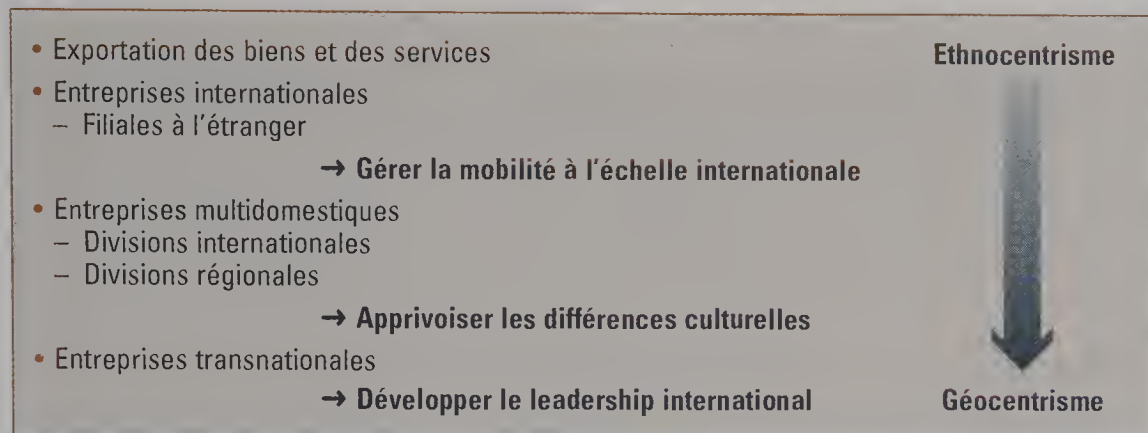 • Exportation des biens et des services
Ethnocentrisme
• Entreprises internationales
– Filiales à l'étranger
→ Gérer la mobilité à l'échelle internationale
• Entreprises multidomestiques
– Divisions internationales
– Divisions régionales
→ Apprivoiser les différences culturelles
• Entreprises transnationales
→ Développer le leadership international
Géocentrisme